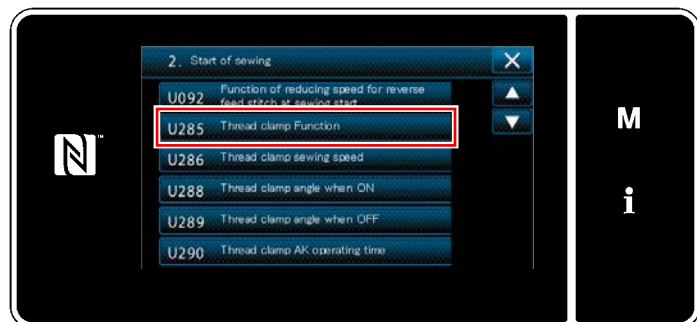 2. Start of sewing
U092 Function of reducing speed for reverse
feed stitch at sewing start
U285 Thread clamp Function
U286 Thread clamp sewing speed
U288 Thread clamp angle when ON
U289 Thread clamp angle when OFF
U290 Thread clamp AK operating time
M
i